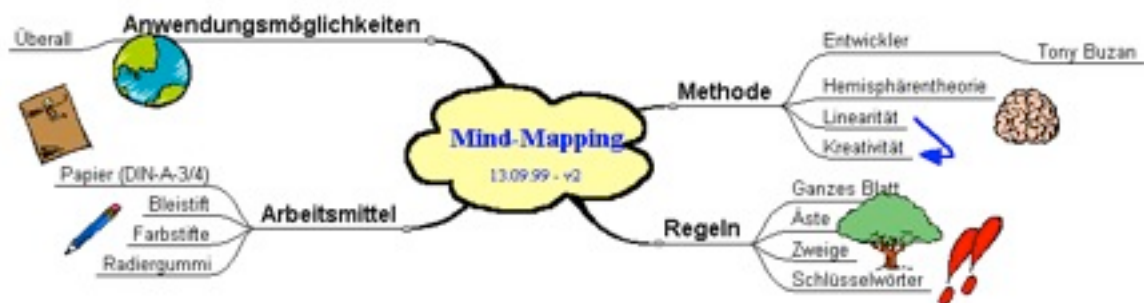 Mind-Mapping
13.09.99 - v2
Anwendungsmöglichkeiten
Überall
Methode
Entwickler
Tony Buzan
Hemisphärentheorie
Linearität
Kreativität
Arbeitsmittel
Papier (DIN-A-3/4)
Bleistift
Farbstifte
Radiergummi
Regeln
Ganzes Blatt
Äste
Zweige
Schlüsselwörter